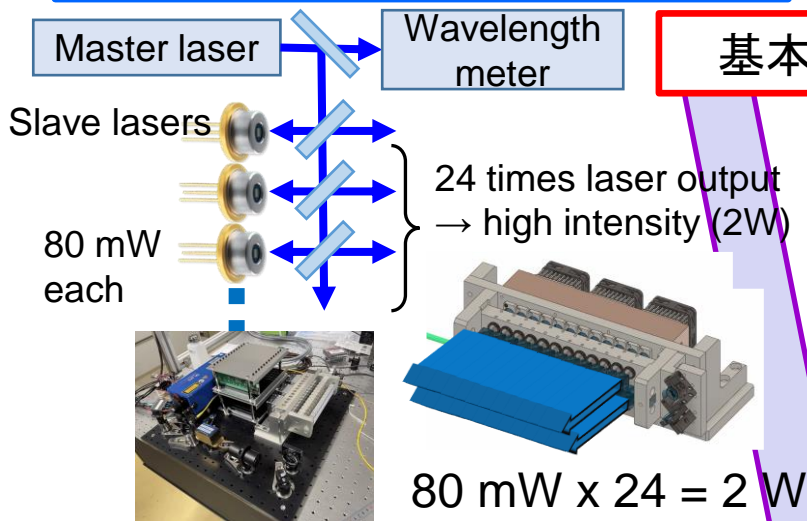 Master laser
Wavelength
meter
基本
Slave lasers
24 times laser output
→ high intensity (2W)
80 mW
each
80 mW x 24 = 2 W